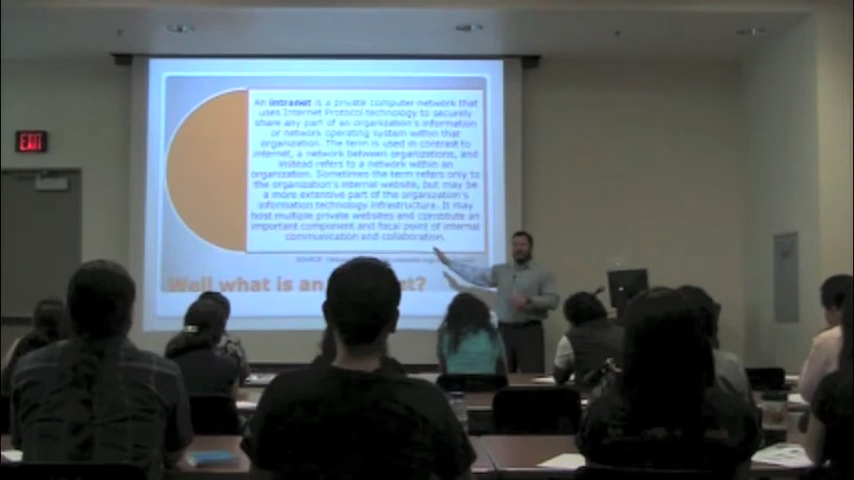 EXIT
An intranet is a private computer network that
uses Internet Protocol technology to securely
share any part of an organization's information
or network operating system within that
organization. The term is used in contrast to
internet, a network between organizations, and
instead refers to a network within an
organization. Sometimes the term refers only to
the organization's internal website, but may be
a more extensive part of the organization's
information technology infrastructure. It may
host multiple private websites and constitute an
important component and focal point of internal
communication and collaboration.
SOURCE
Well what is an